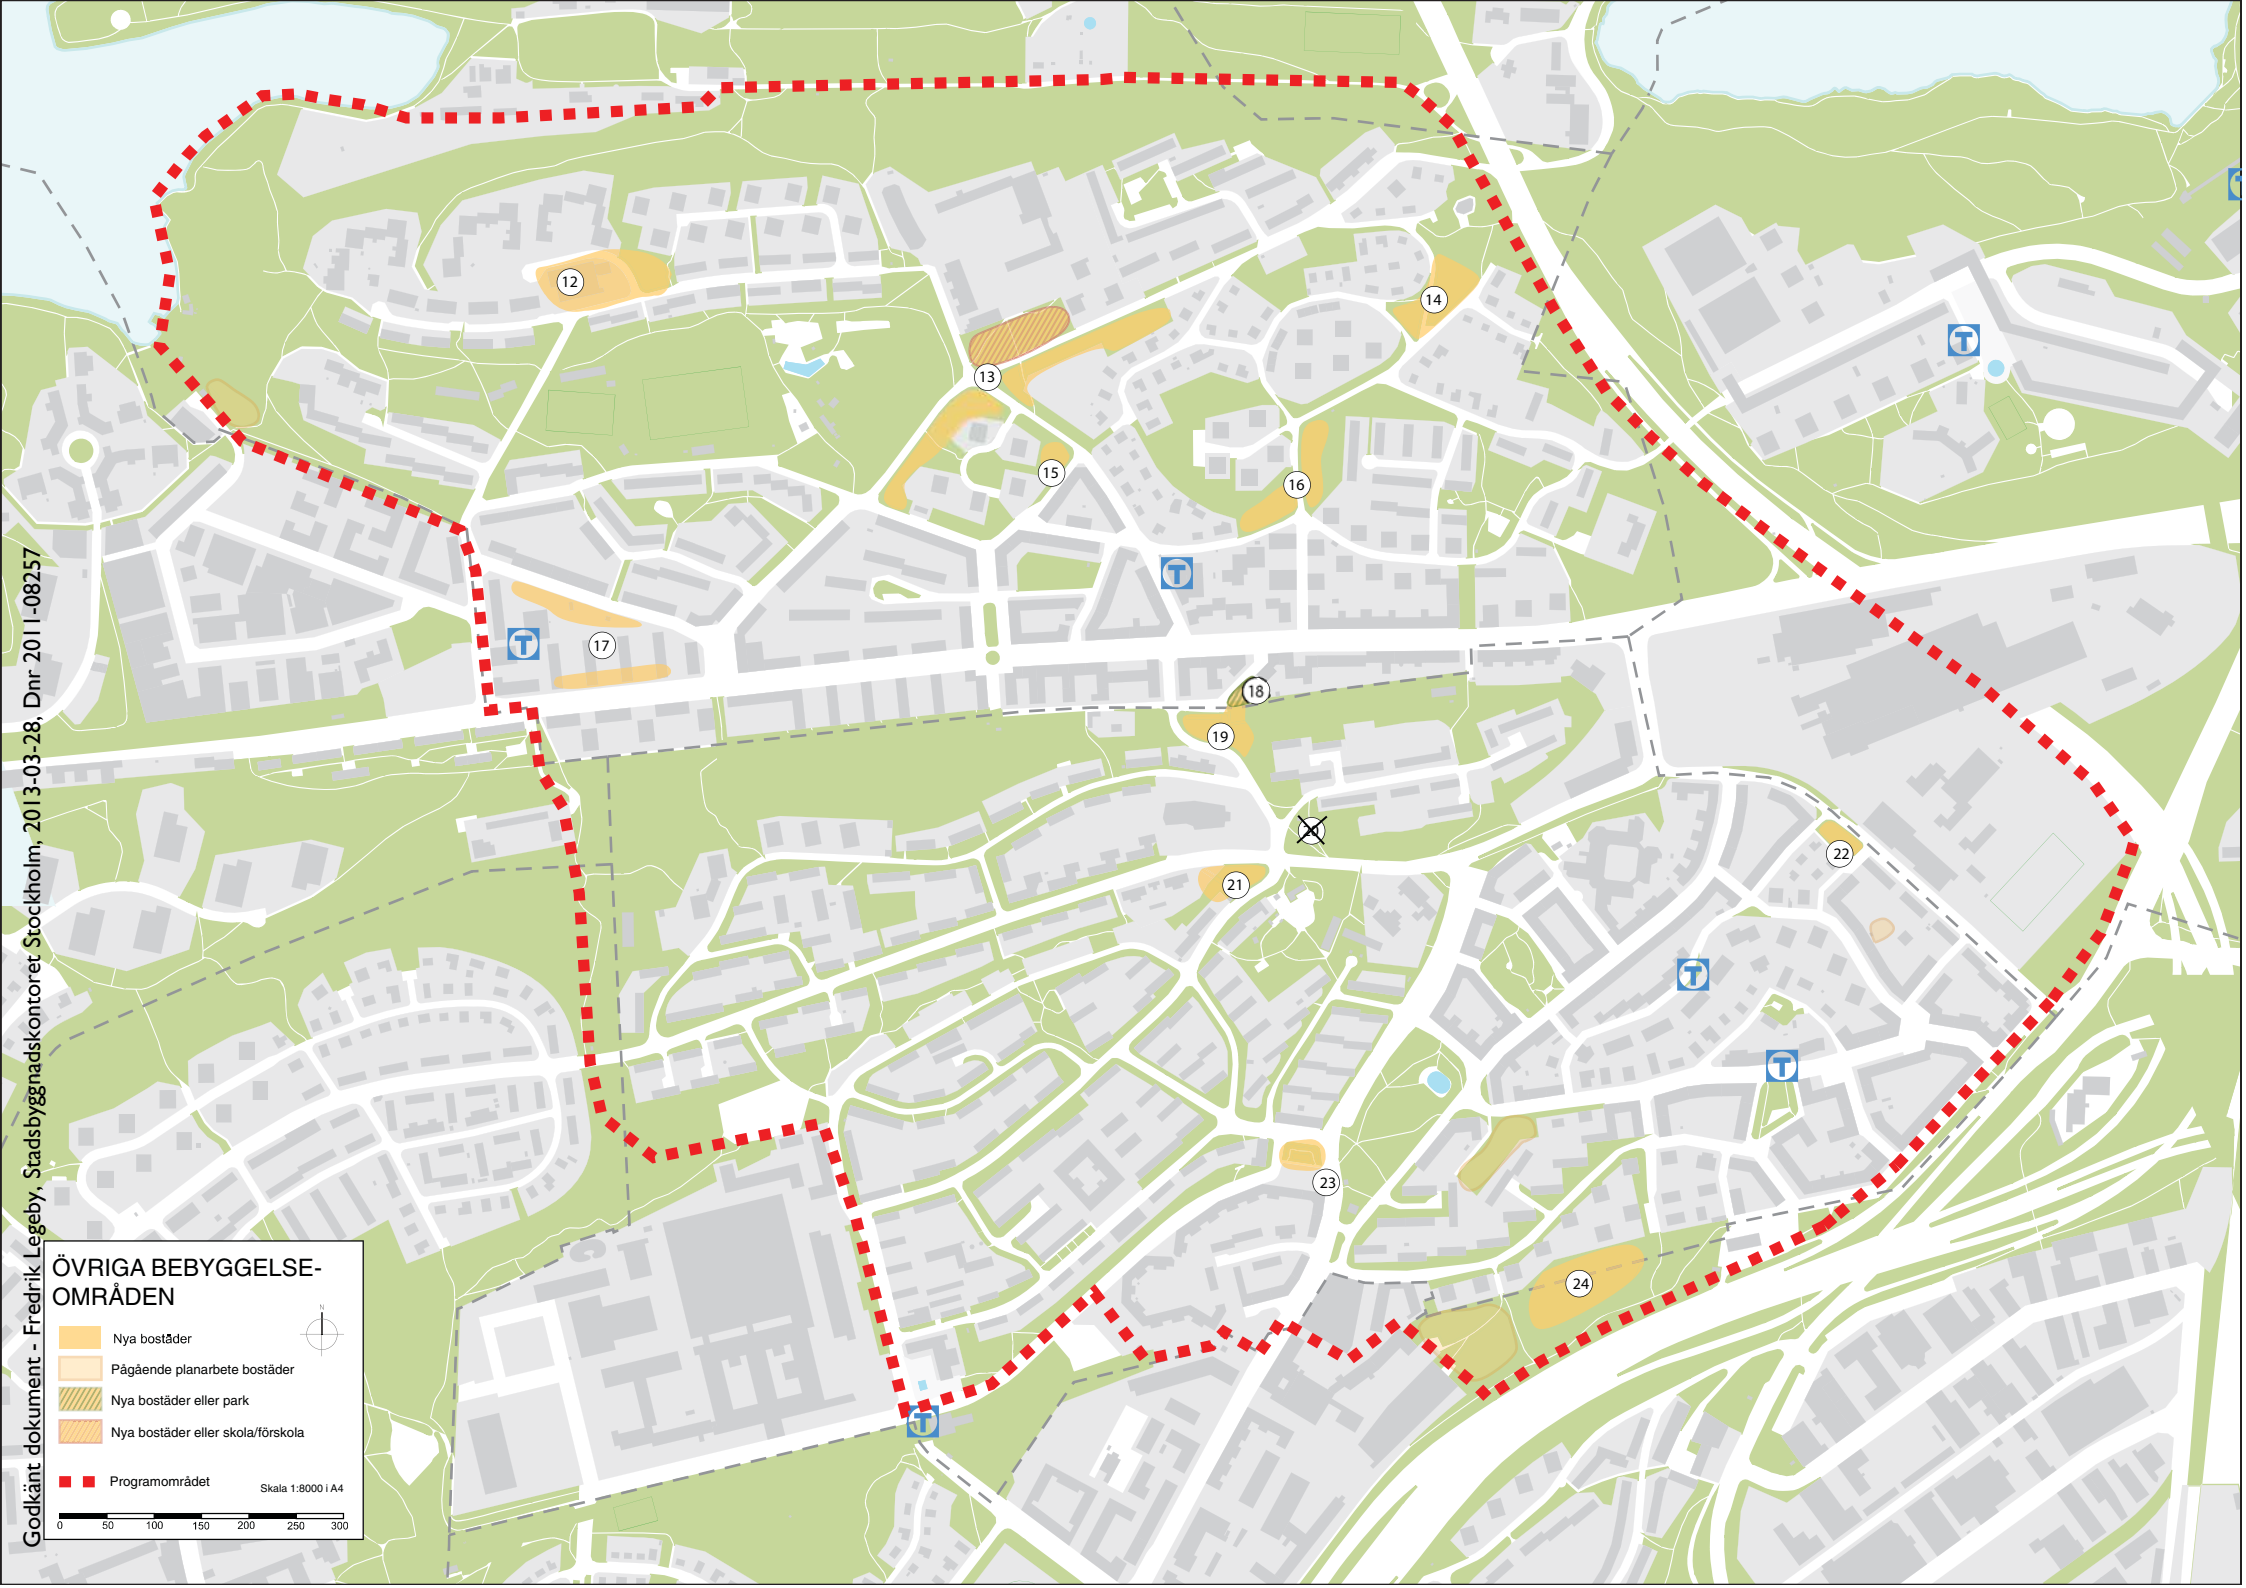 12
14
13
15
16
17
18
19
20
21
22
23
24
T
T
T
T
T
T
T
Godkänt dokument - Fredrik Legeby, Stadsbyggnadskontoret Stockholm, 2013-03-28, Dnr 2011-08257
ÖVRIGA BEBYGGELSE-
OMRÅDEN
N
Nya bostäder
Pågående planarbete bostäder
Nya bostäder eller park
Nya bostäder eller skola/förskola
Programområdet
Skala 1:8000 i A4
0 50 100 150 200 250 300